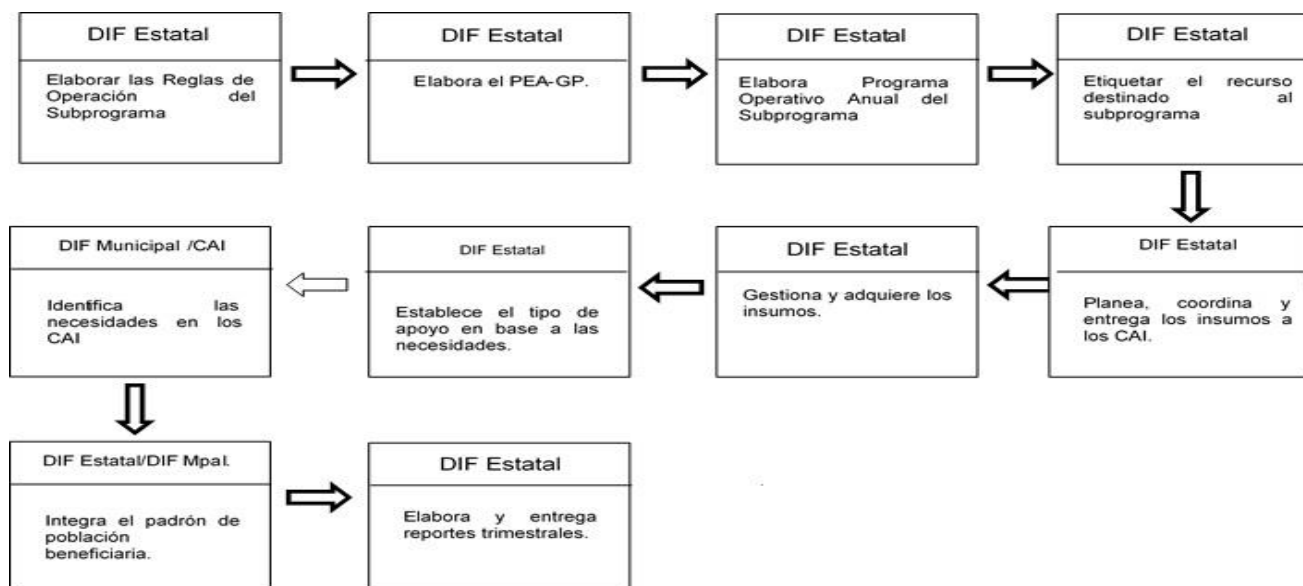 DIF Estatal
Elaborar las Reglas de
Operación del
Subprograma
DIF Estatal
Elabora el PEA-GP.
DIF Estatal
Elabora Programa
Operativo Anual del
Subprograma
DIF Estatal
Etiquetar el recurso
destinado al
subprograma
DIF Municipal /CAI
Identifica las
necesidades en los
CAI
DIF Estatal
Establece el tipo de
apoyo en base a las
necesidades.
DIF Estatal
Gestiona y adquiere los
insumos.
DIF Estatal
Planea, coordina y
entrega los insumos a
los CAI.
DIF Estatal/DIF Mpal.
Integra el padrón de
población
beneficiaria.
DIF Estatal
Elabora y entrega
reportes trimestrales.